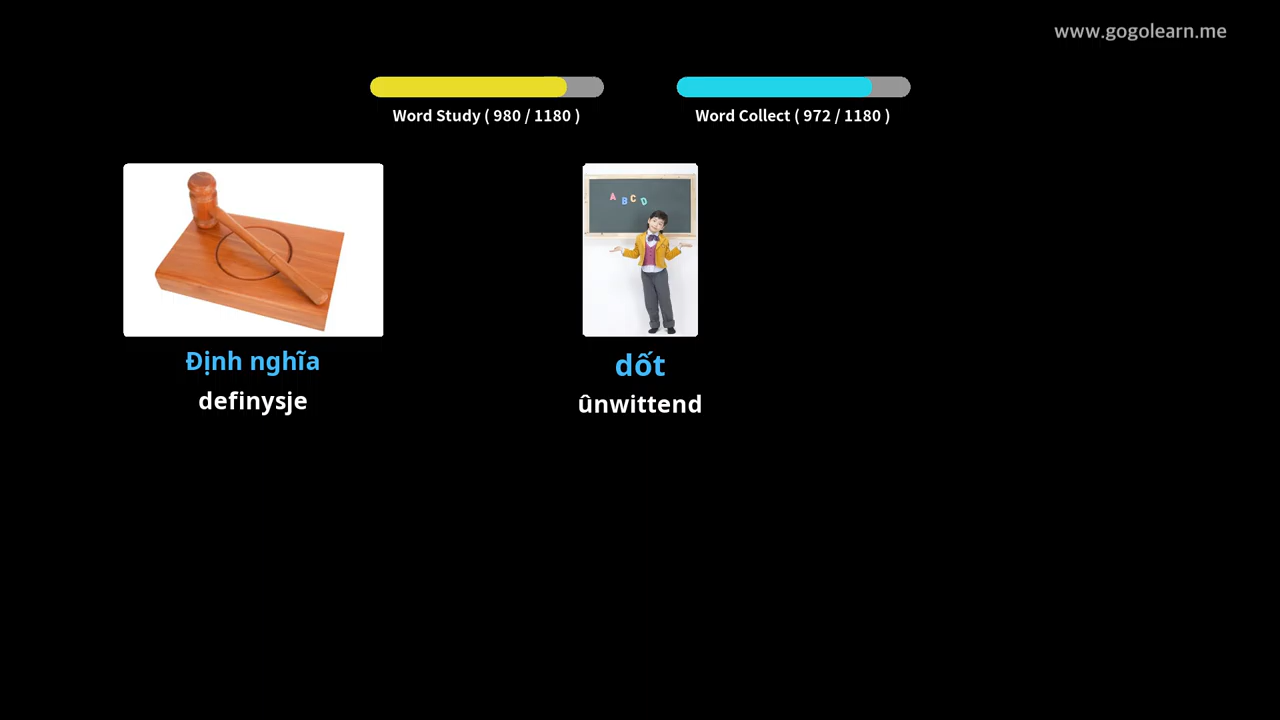 www.gogolearn.me
Word Study ( 980 / 1180 )
Word Collect ( 972 / 1180 )
A B C D
Định nghĩa
definysje
dốt
ûnwittend